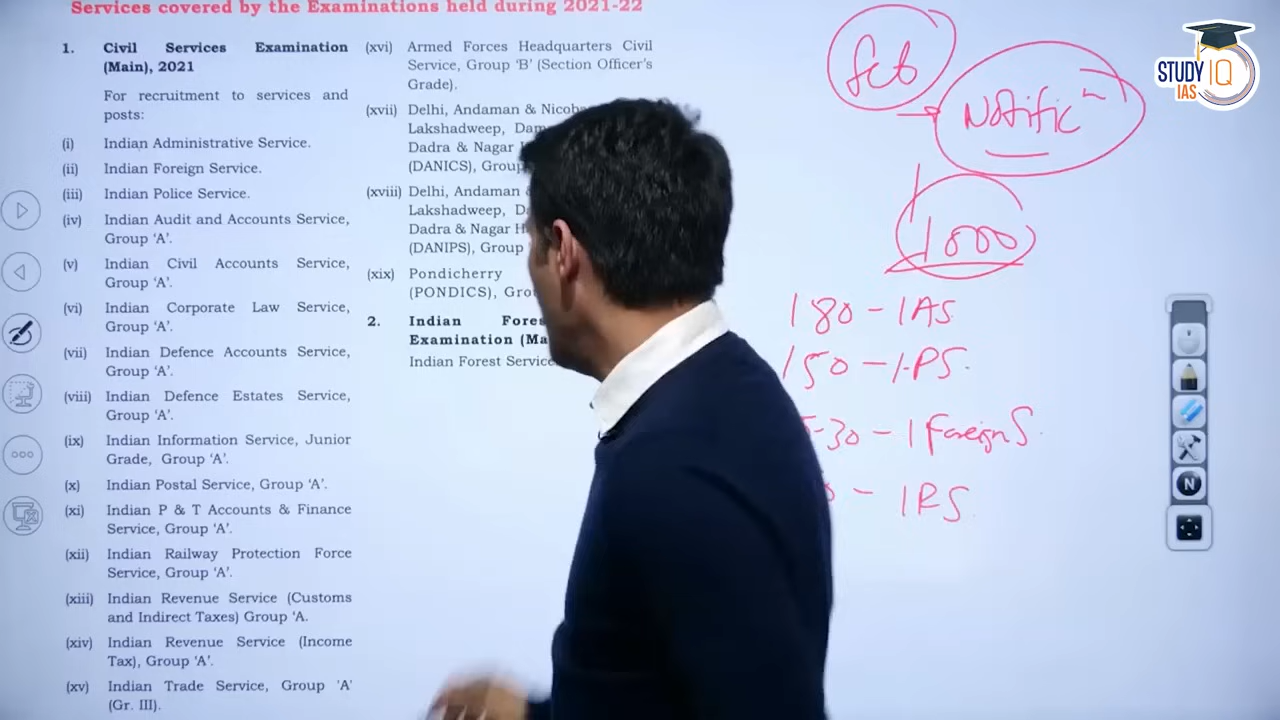 Services covered by the Examinations held during 2021-22
1. Civil Services Examination
(Main), 2021
For recruitment to services and
posts:
(i) Indian Administrative Service.
(ii) Indian Foreign Service.
(iii) Indian Police Service.
(iv) Indian Audit and Accounts Service,
Group ‘A’.
(v) Indian Civil Accounts Service,
Group ‘A’.
(vi) Indian Corporate Law Service,
Group ‘A’.
(vii) Indian Defence Accounts Service,
Group ‘A’.
(viii) Indian Defence Estates Service,
Group ‘A’.
(ix) Indian Information Service, Junior
Grade, Group ‘A’.
(x) Indian Postal Service, Group ‘A’.
(xi) Indian P & T Accounts & Finance
Service, Group ‘A’.
(xii) Indian Railway Protection Force
Service, Group ‘A’.
(xiii) Indian Revenue Service (Customs
and Indirect Taxes) Group ‘A.
(xiv) Indian Revenue Service (Income
Tax), Group ‘A’.
(xv) Indian Trade Service, Group 'A'
(Gr. III).
(xvi) Armed Forces Headquarters Civil
Service, Group ‘B’ (Section Officer’s
Grade).
(xvii) Delhi, Andaman &
Lakshadweep,
Dadra & Nagar
(DANICS),
(xviii) Delhi, Andaman
Lakshadweep,
Dadra & Nagar
(DANIPS), Group
(xix) Pondicherry
(PONDICS),
2. Indian
Examination
Indian Forest Service
Feb
Notific
1000
180 - IAS
150 - IPS
30 - I Foreign S
- IRS
STUDY IQ
IAS
N